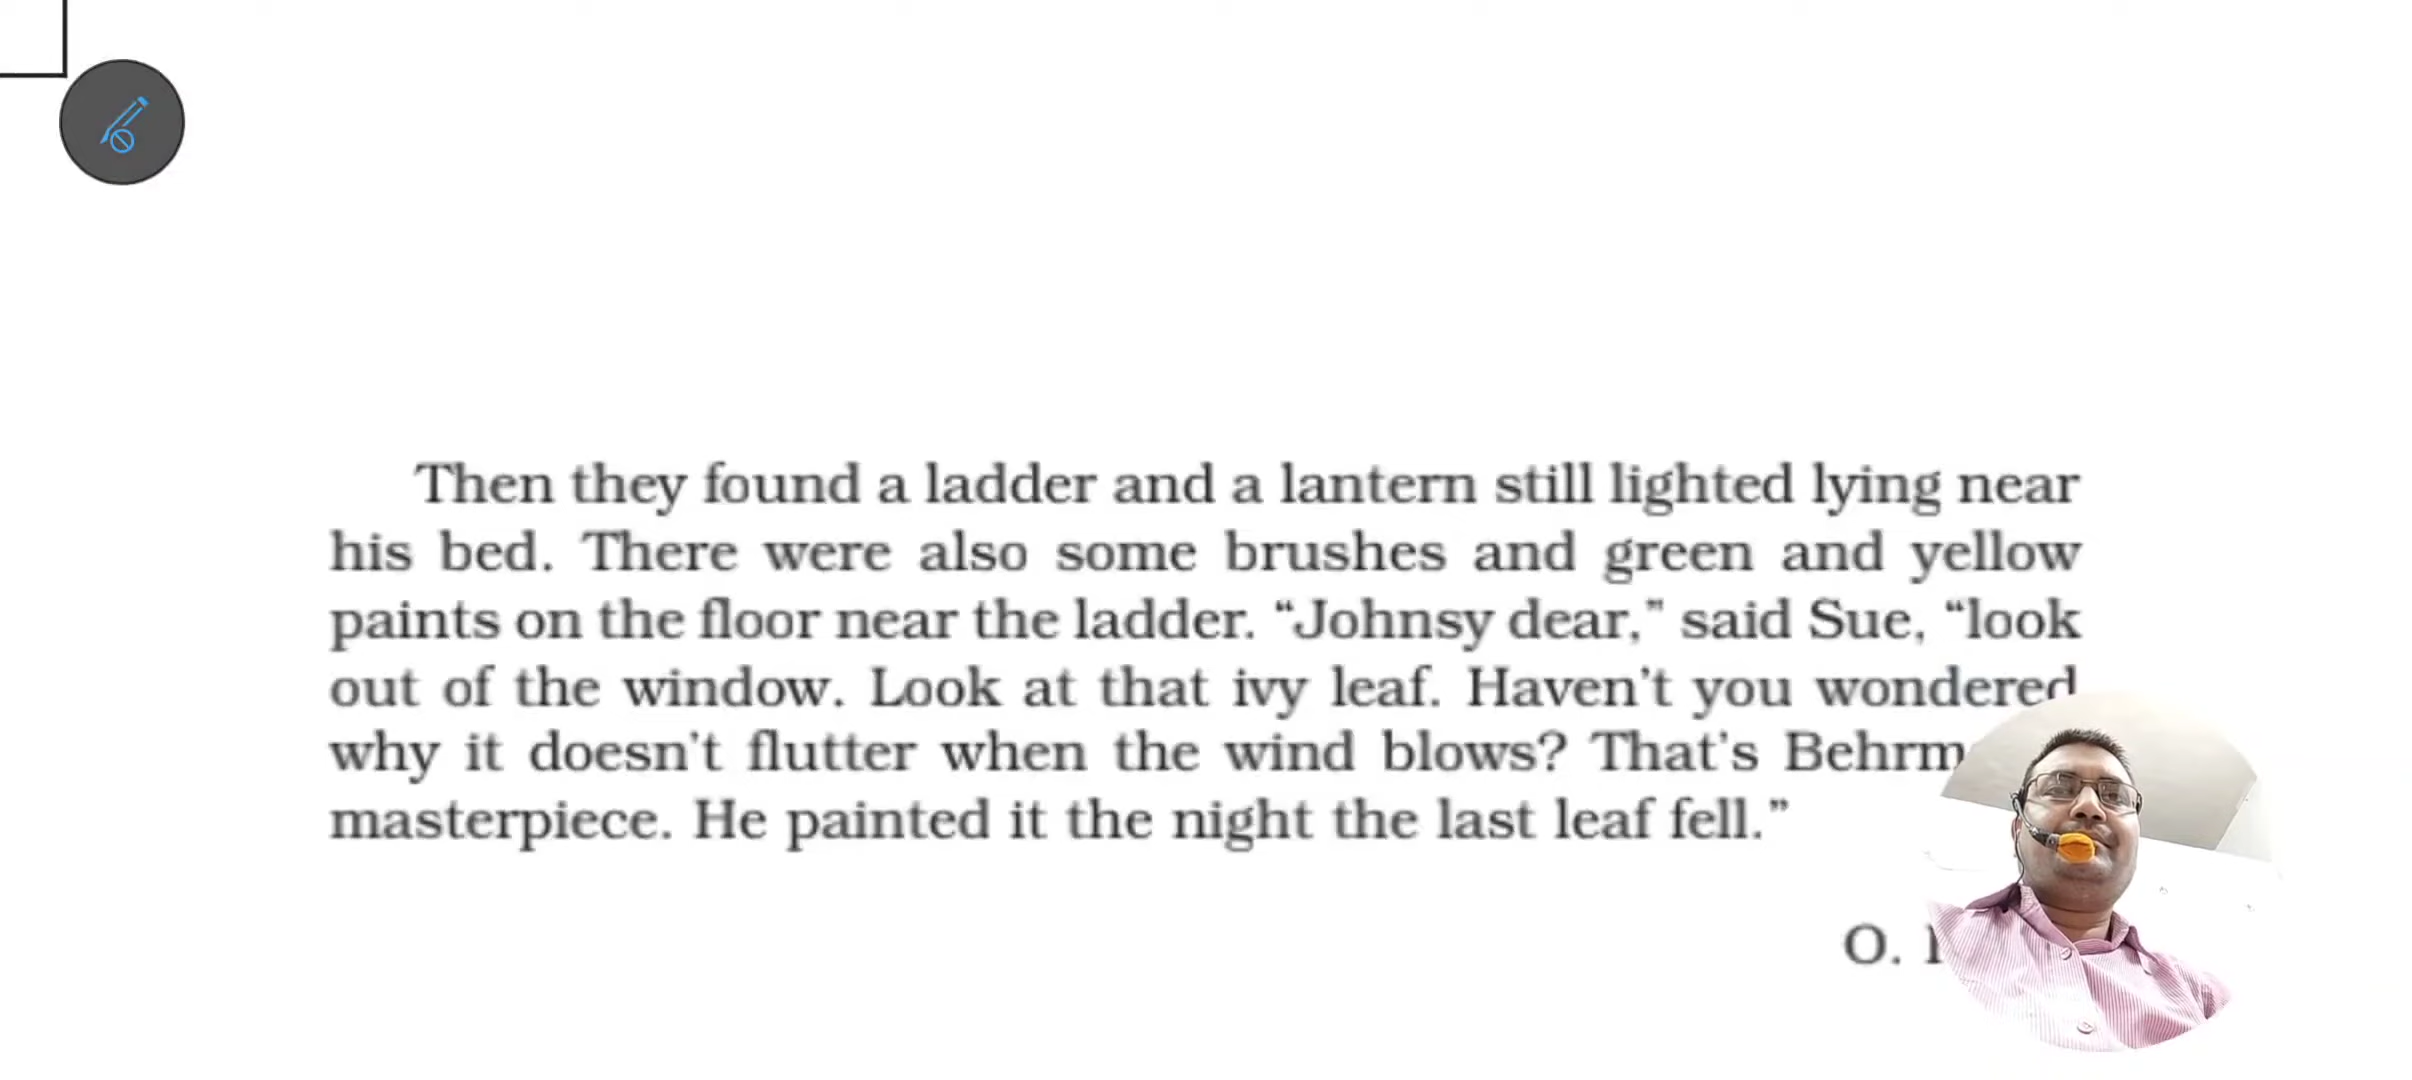 Then they found a ladder and a lantern still lighted lying near
his bed. There were also some brushes and green and yellow
paints on the floor near the ladder. “Johnsy dear,” said Sue, “look
out of the window. Look at that ivy leaf. Haven’t you wondered
why it doesn’t flutter when the wind blows? That’s
masterpiece. He painted it the night the last leaf fell.”
O.